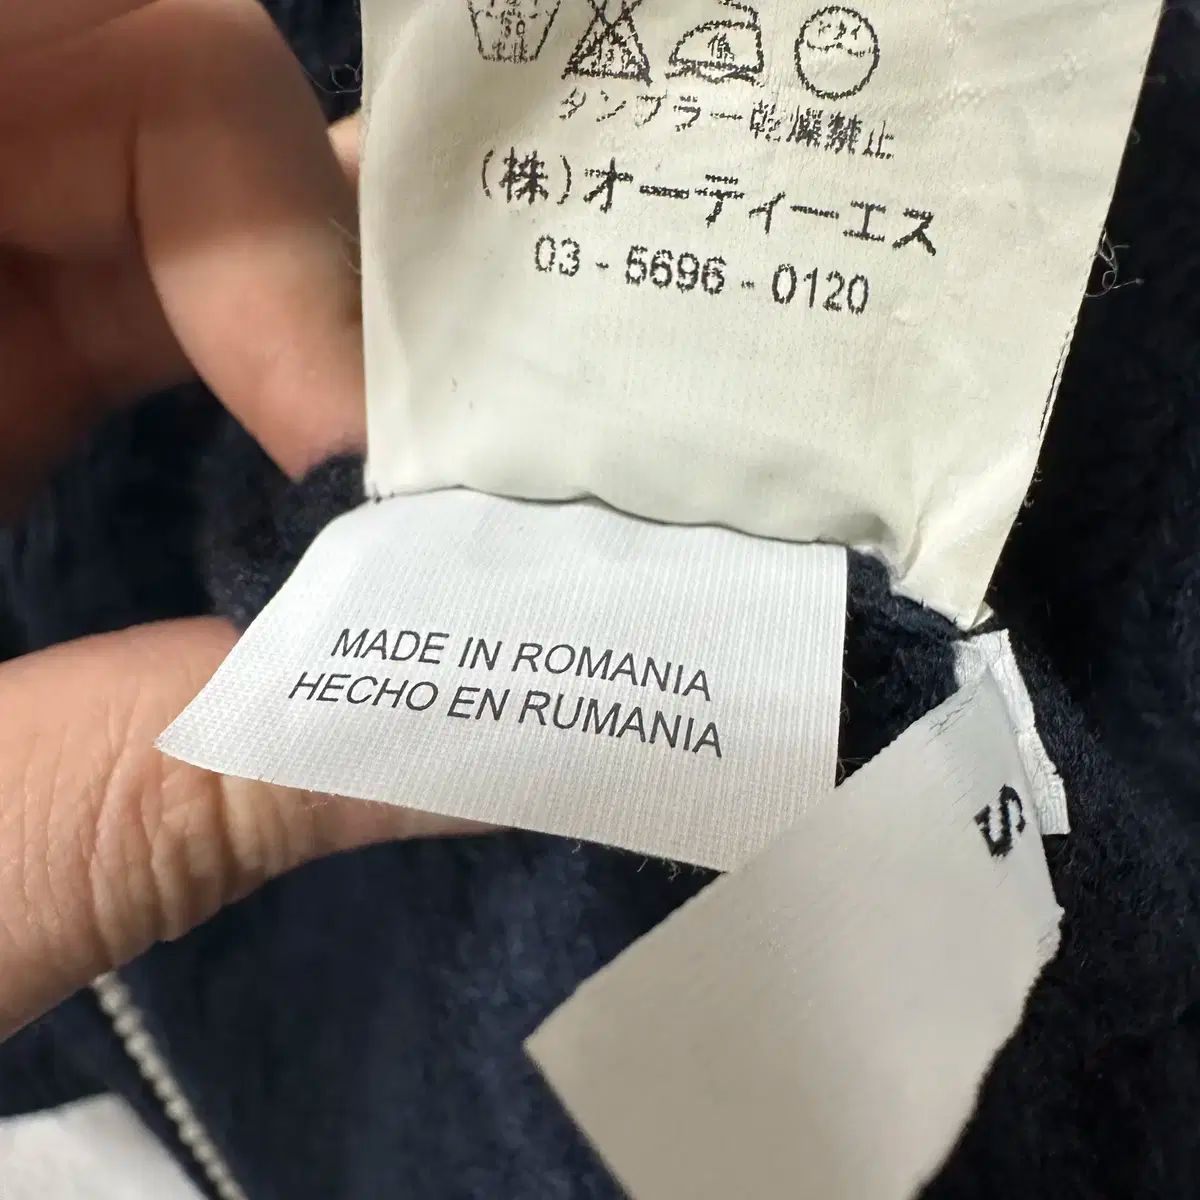 タンブラー乾燥禁止
(株)オーディーエス
03-5696-0120
MADE IN ROMANIA
HECHO EN RUMANIA
S